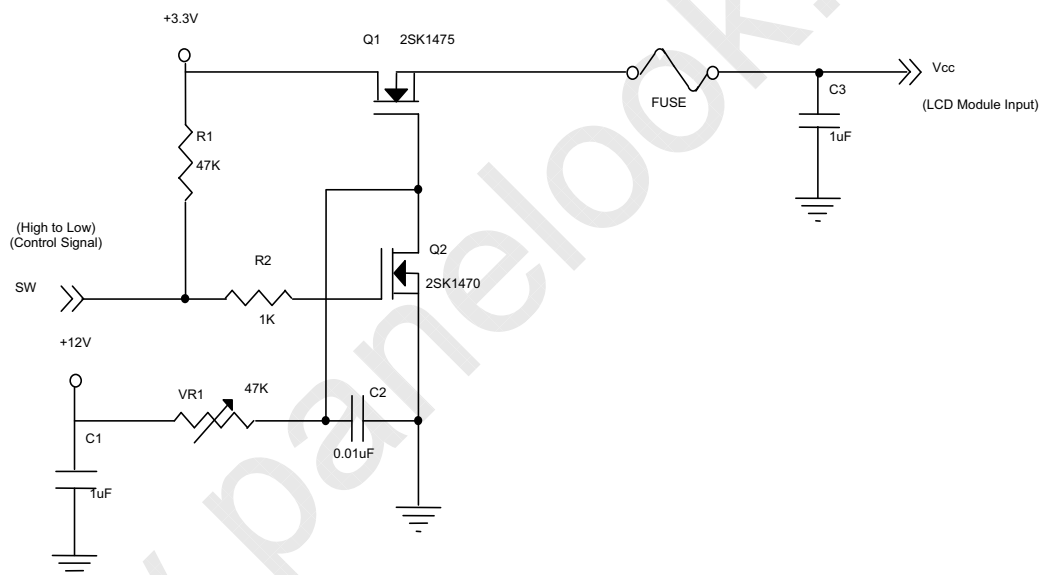 +3.3V
Q1 2SK1475
Vcc
FUSE
C3
(LCD Module Input)
R1
1uF
47K
(High to Low)
(Control Signal)
Q2
R2
SW
2SK1470
1K
+12V
VR1
47K
C2
C1
0.01uF
1uF
panelook.